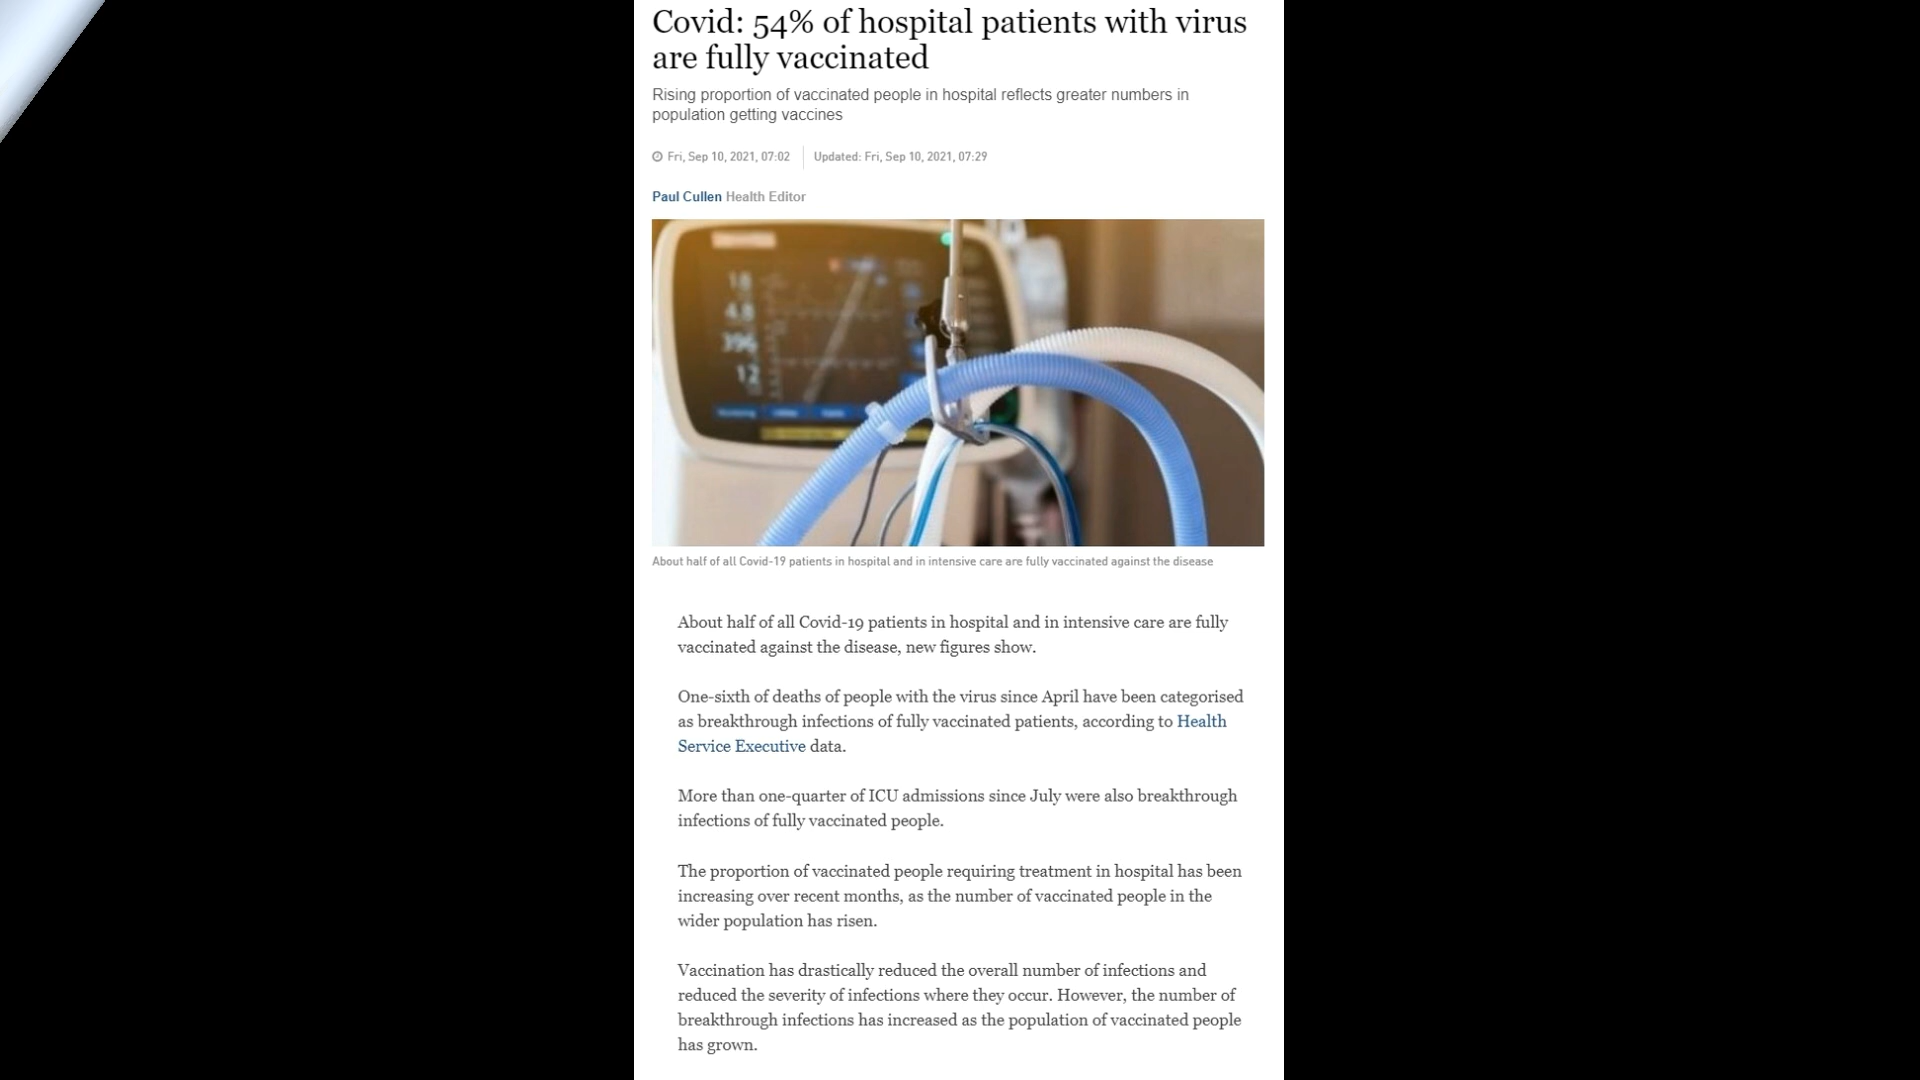 Covid: 54% of hospital patients with virus
are fully vaccinated
Rising proportion of vaccinated people in hospital reflects greater numbers in
population getting vaccines
Fri, Sep 10, 2021, 07:02 Updated: Fri, Sep 10, 2021, 07:29
Paul Cullen Health Editor
18
4.8
396
12
About half of all Covid-19 patients in hospital and in intensive care are fully vaccinated against the disease
About half of all Covid-19 patients in hospital and in intensive care are fully
vaccinated against the disease, new figures show.
One-sixth of deaths of people with the virus since April have been categorised
as breakthrough infections of fully vaccinated patients, according to Health
Service Executive data.
More than one-quarter of ICU admissions since July were also breakthrough
infections of fully vaccinated people.
The proportion of vaccinated people requiring treatment in hospital has been
increasing over recent months, as the number of vaccinated people in the
wider population has risen.
Vaccination has drastically reduced the overall number of infections and
reduced the severity of infections where they occur. However, the number of
breakthrough infections has increased as the population of vaccinated people
has grown.